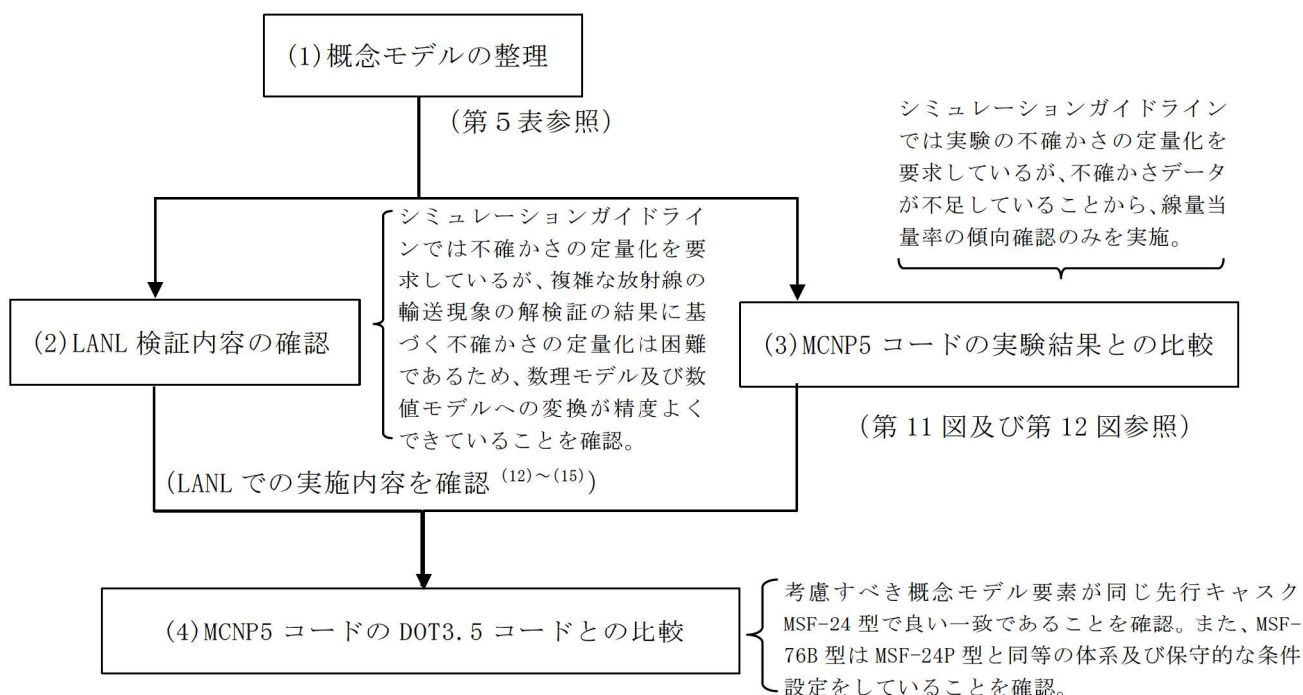 (1)概念モデルの整理
(第５表参照)
シミュレーションガイドライン
では実験の不確かさの定量化を
要求しているが、不確かさデータ
が不足していることから、線量当
量率の傾向確認のみを実施。
シミュレーションガイドライ
ンでは不確かさの定量化を要
求しているが、複雑な放射線の
輸送現象の解検証の結果に基
づく不確かさの定量化は困難
であるため、数理モデル及び数
値モデルへの変換が精度よく
できていることを確認。
(2)LANL 検証内容の確認
(3)MCNP5 コードの実験結果との比較
(第 11 図及び第 12 図参照)
(LANL での実施内容を確認 (12)～(15))
(4)MCNP5 コードの DOT3.5 コードとの比較
考慮すべき概念モデル要素が同じ先行キャスク
MSF-24 型で良い一致であることを確認。また、MSF-
76B 型は MSF-24P 型と同等の体系及び保守的な条件
設定をしていることを確認。